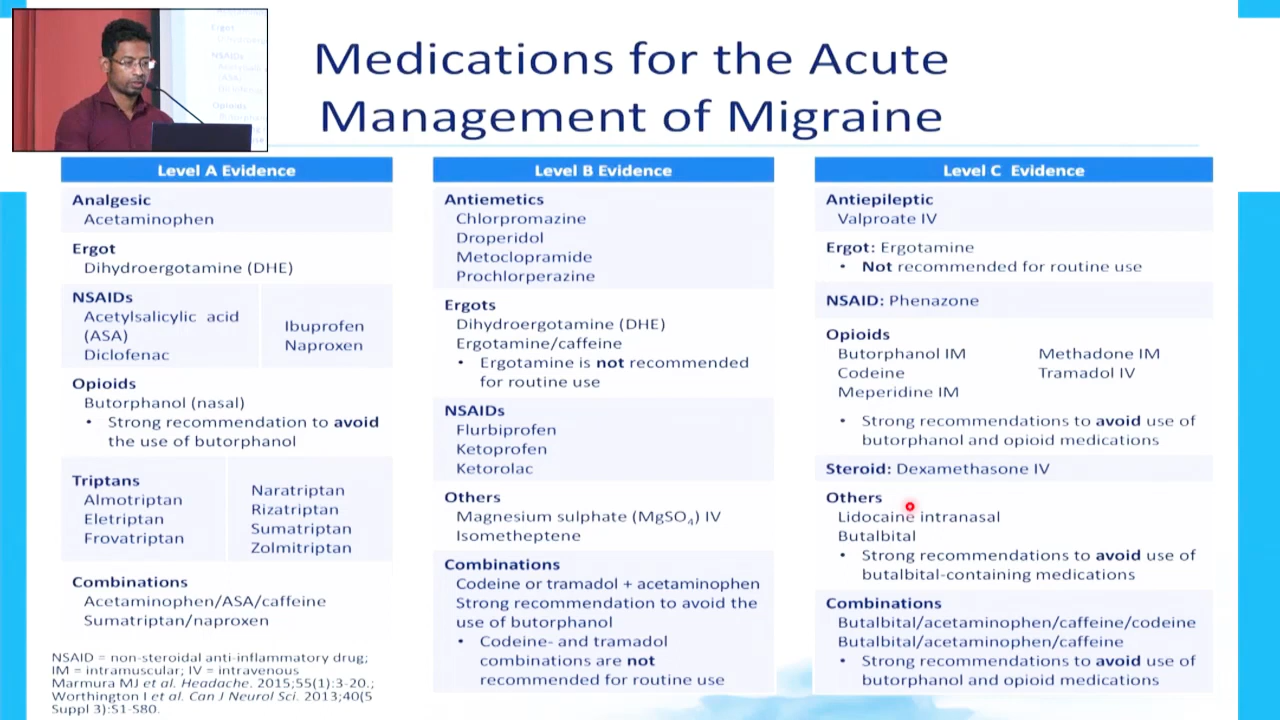 Medications for the Acute
Management of Migraine
Level A Evidence
Analgesic
Acetaminophen
Ergot
Dihydroergotamine (DHE)
NSAIDs
Acetylsalicylic acid
(ASA)
Diclofenac
Ibuprofen
Naproxen
Opioids
Butorphanol (nasal)
• Strong recommendation to avoid
the use of butorphanol
Triptans
Almotriptan
Eletriptan
Frovatriptan
Naratriptan
Rizatriptan
Sumatriptan
Zolmitriptan
Combinations
Acetaminophen/ASA/caffeine
Sumatriptan/naproxen
NSAID = non-steroidal anti-inflammatory drug;
IM = intramuscular; IV = intravenous
Marmura MJ et al. Headache. 2015;55(1):3-20.;
Worthington I et al. Can J Neurol Sci. 2013;40(5
Suppl 3):S1-S80.
Level B Evidence
Antiemetics
Chlorpromazine
Droperidol
Metoclopramide
Prochlorperazine
Ergots
Dihydroergotamine (DHE)
Ergotamine/caffeine
• Ergotamine is not recommended
for routine use
NSAIDs
Flurbiprofen
Ketoprofen
Ketorolac
Others
Magnesium sulphate (MgSO4) IV
Isometheptene
Combinations
Codeine or tramadol + acetaminophen
Strong recommendation to avoid the
use of butorphanol
• Codeine- and tramadol
combinations are not
recommended for routine use
Level C Evidence
Antiepileptic
Valproate IV
Ergot: Ergotamine
• Not recommended for routine use
NSAID: Phenazone
Opioids
Butorphanol IM
Codeine
Meperidine IM
Methadone IM
Tramadol IV
• Strong recommendations to avoid use of
butorphanol and opioid medications
Steroid: Dexamethasone IV
Others
Lidocaine intranasal
Butalbital
• Strong recommendations to avoid use of
butalbital-containing medications
Combinations
Butalbital/acetaminophen/caffeine/codeine
Butalbital/acetaminophen/caffeine
• Strong recommendations to avoid use of
butorphanol and opioid medications